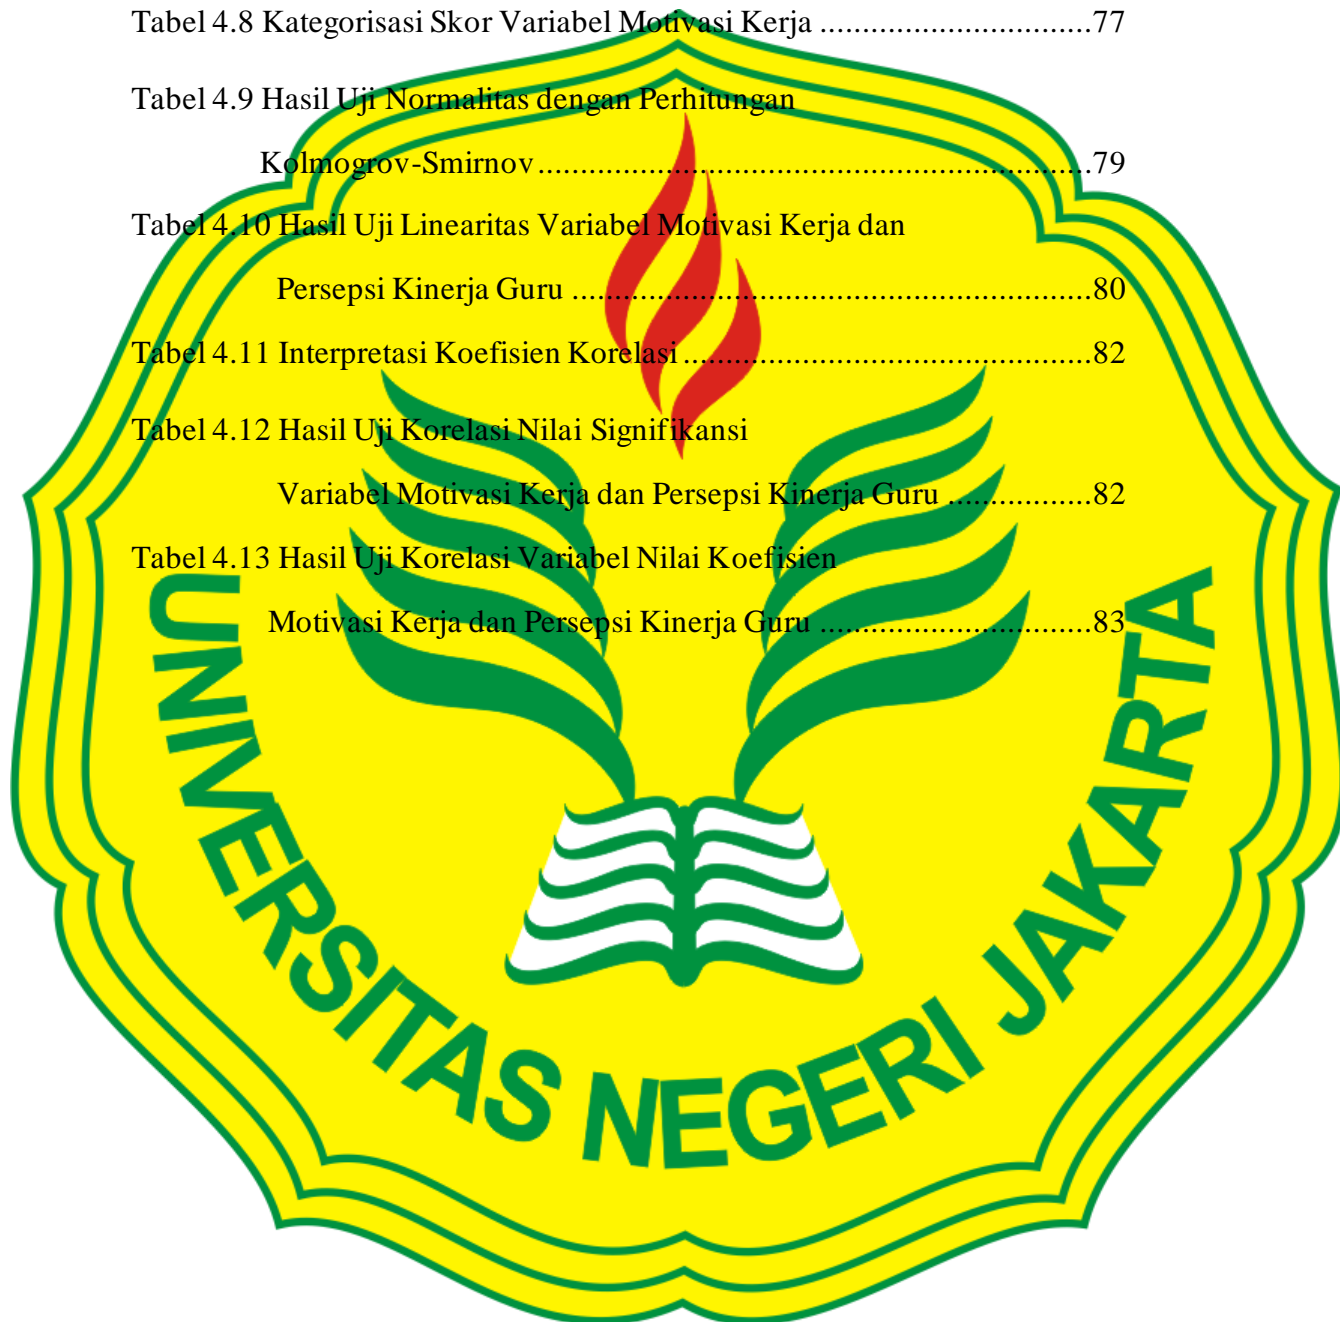 Tabel 4.8 Kategorisasi Skor Variabel Motivasi Kerja ................................77
Tabel 4.9 Hasil Uji Normalitas dengan Perhitungan
Kolmogrov-Smirnov.................................................................79
Tabel 4.10 Hasil Uji Linearitas Variabel Motivasi Kerja dan
Persepsi Kinerja Guru .............................................................80
Tabel 4.11 Interpretasi Koefisien Korelasi................................................82
Tabel 4.12 Hasil Uji Korelasi Nilai Signifikansi
Variabel Motivasi Kerja dan Persepsi Kinerja Guru .................82
Tabel 4.13 Hasil Uji Korelasi Variabel Nilai Koefisien
Motivasi Kerja dan Persepsi Kinerja Guru ................................83
UNIVERSITAS NEGERI JAKARTA